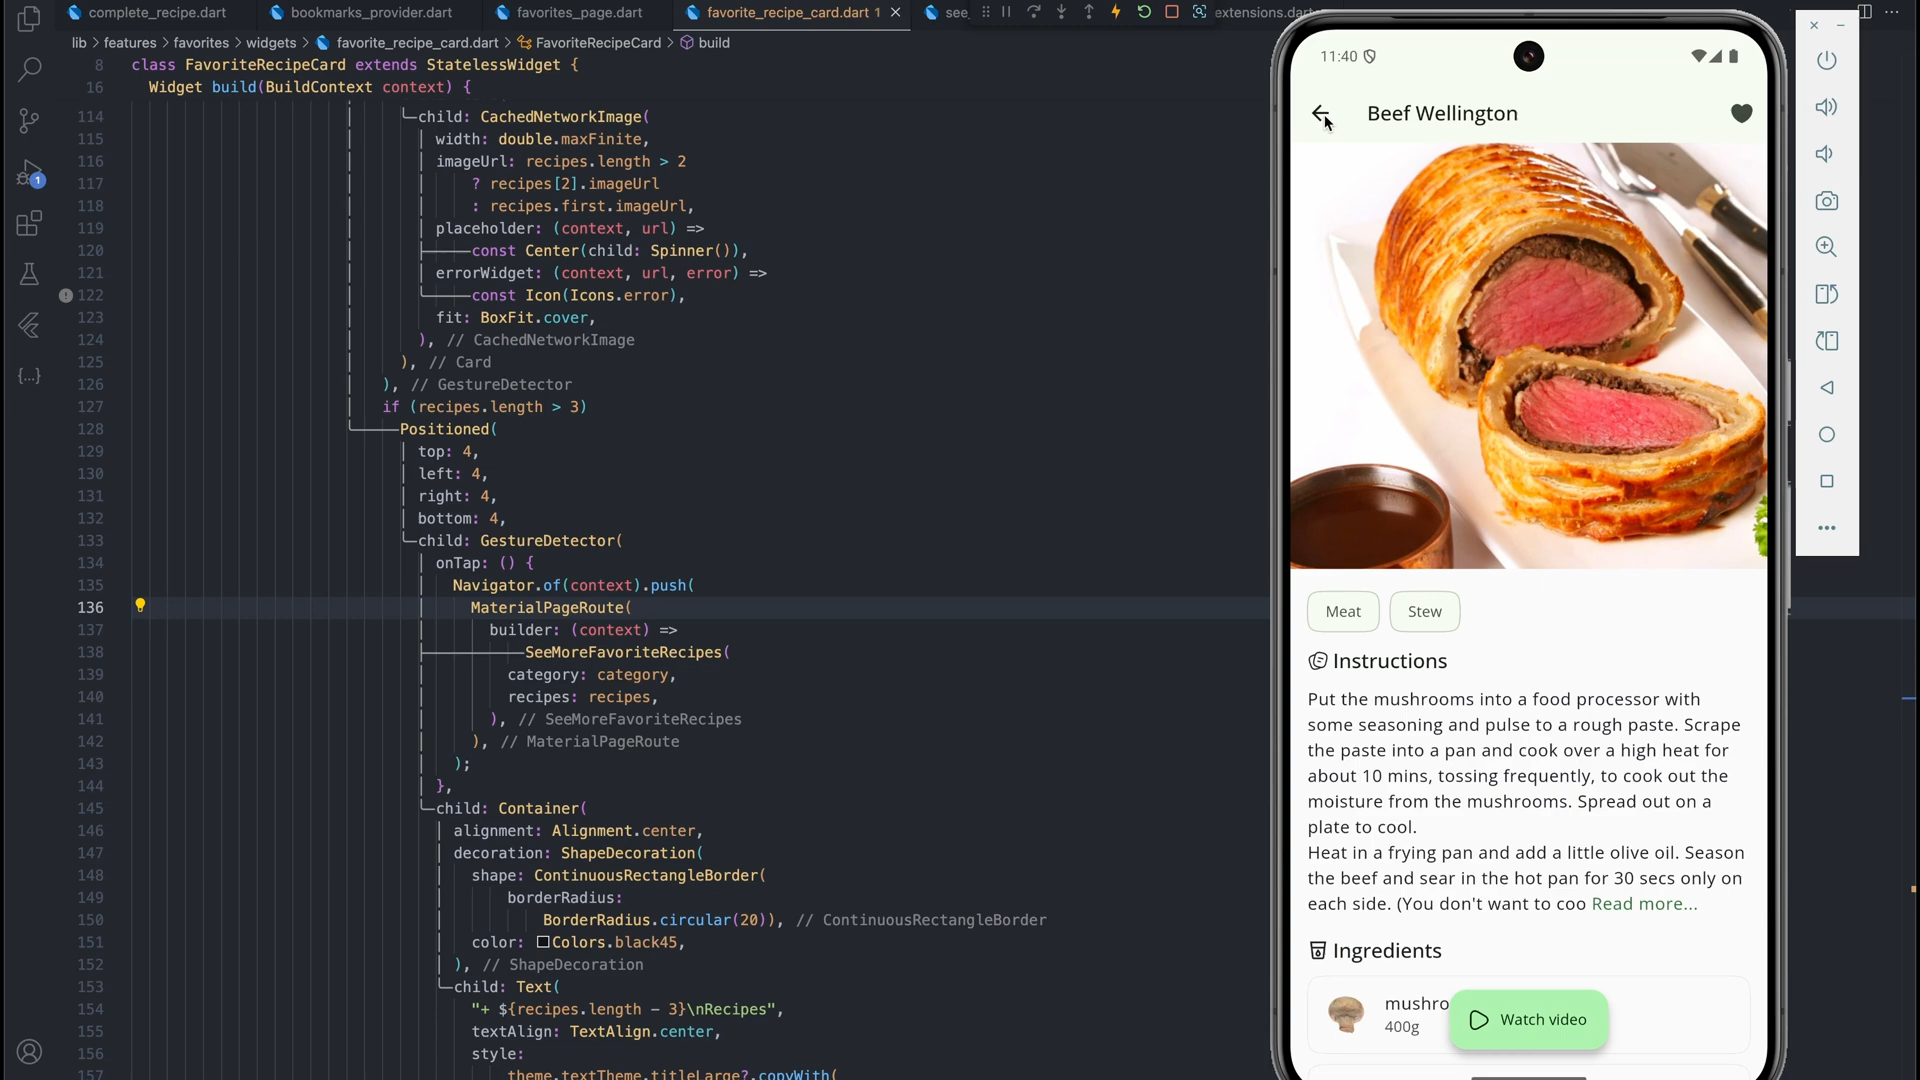 complete_recipe.dart
bookmarks_provider.dart
favorites_page.dart
favorite_recipe_card.dart 1
see_
extensions.dart
lib > features > favorites > widgets > favorite_recipe_card.dart > FavoriteRecipeCard > build
8 class FavoriteRecipeCard extends StatelessWidget {
16 Widget build(BuildContext context) {
114 child: CachedNetworkImage(
115 width: double.maxFinite,
116 imageUrl: recipes.length > 2
117 ? recipes[2].imageUrl
118 : recipes.first.imageUrl,
119 placeholder: (context, url) =>
120 const Center(child: Spinner()),
121 errorWidget: (context, url, error) =>
122 const Icon(Icons.error),
123 fit: BoxFit.cover,
124 ), // CachedNetworkImage
125 ), // Card
126 ), // GestureDetector
127 if (recipes.length > 3)
128 Positioned(
129 top: 4,
130 left: 4,
131 right: 4,
132 bottom: 4,
133 child: GestureDetector(
134 onTap: () {
135 Navigator.of(context).push(
136 MaterialPageRoute(
137 builder: (context) =>
138 SeeMoreFavoriteRecipes(
139 category: category,
140 recipes: recipes,
141 ), // SeeMoreFavoriteRecipes
142 ), // MaterialPageRoute
143 );
144 },
145 child: Container(
146 alignment: Alignment.center,
147 decoration: ShapeDecoration(
148 shape: ContinuousRectangleBorder(
149 borderRadius:
150 BorderRadius.circular(20)), // ContinuousRectangleBorder
151 color: Colors.black45,
152 ), // ShapeDecoration
153 child: Text(
154 "+ ${recipes.length - 3}\nRecipes",
155 textAlign: TextAlign.center,
156 style:
157 theme.textTheme.titleLarge?.copyWith(
1
11:40
Beef Wellington
Meat
Stew
Instructions
Put the mushrooms into a food processor with
some seasoning and pulse to a rough paste. Scrape
the paste into a pan and cook over a high heat for
about 10 mins, tossing frequently, to cook out the
moisture from the mushrooms. Spread out on a
plate to cool.
Heat in a frying pan and add a little olive oil. Season
the beef and sear in the hot pan for 30 secs only on
each side. (You don't want to coo Read more...
Ingredients
mushro
400g
Watch video